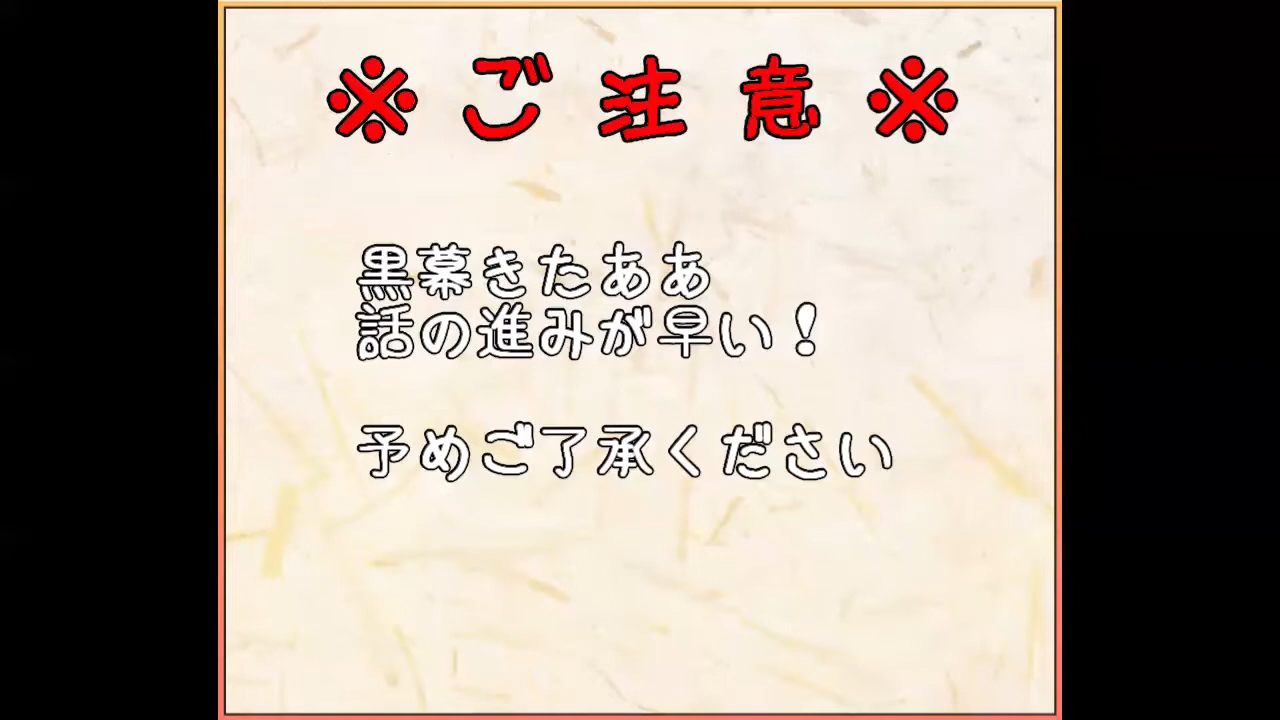 ※ご注意※
黒幕きたああ
話の進みが早い！
予めご了承ください